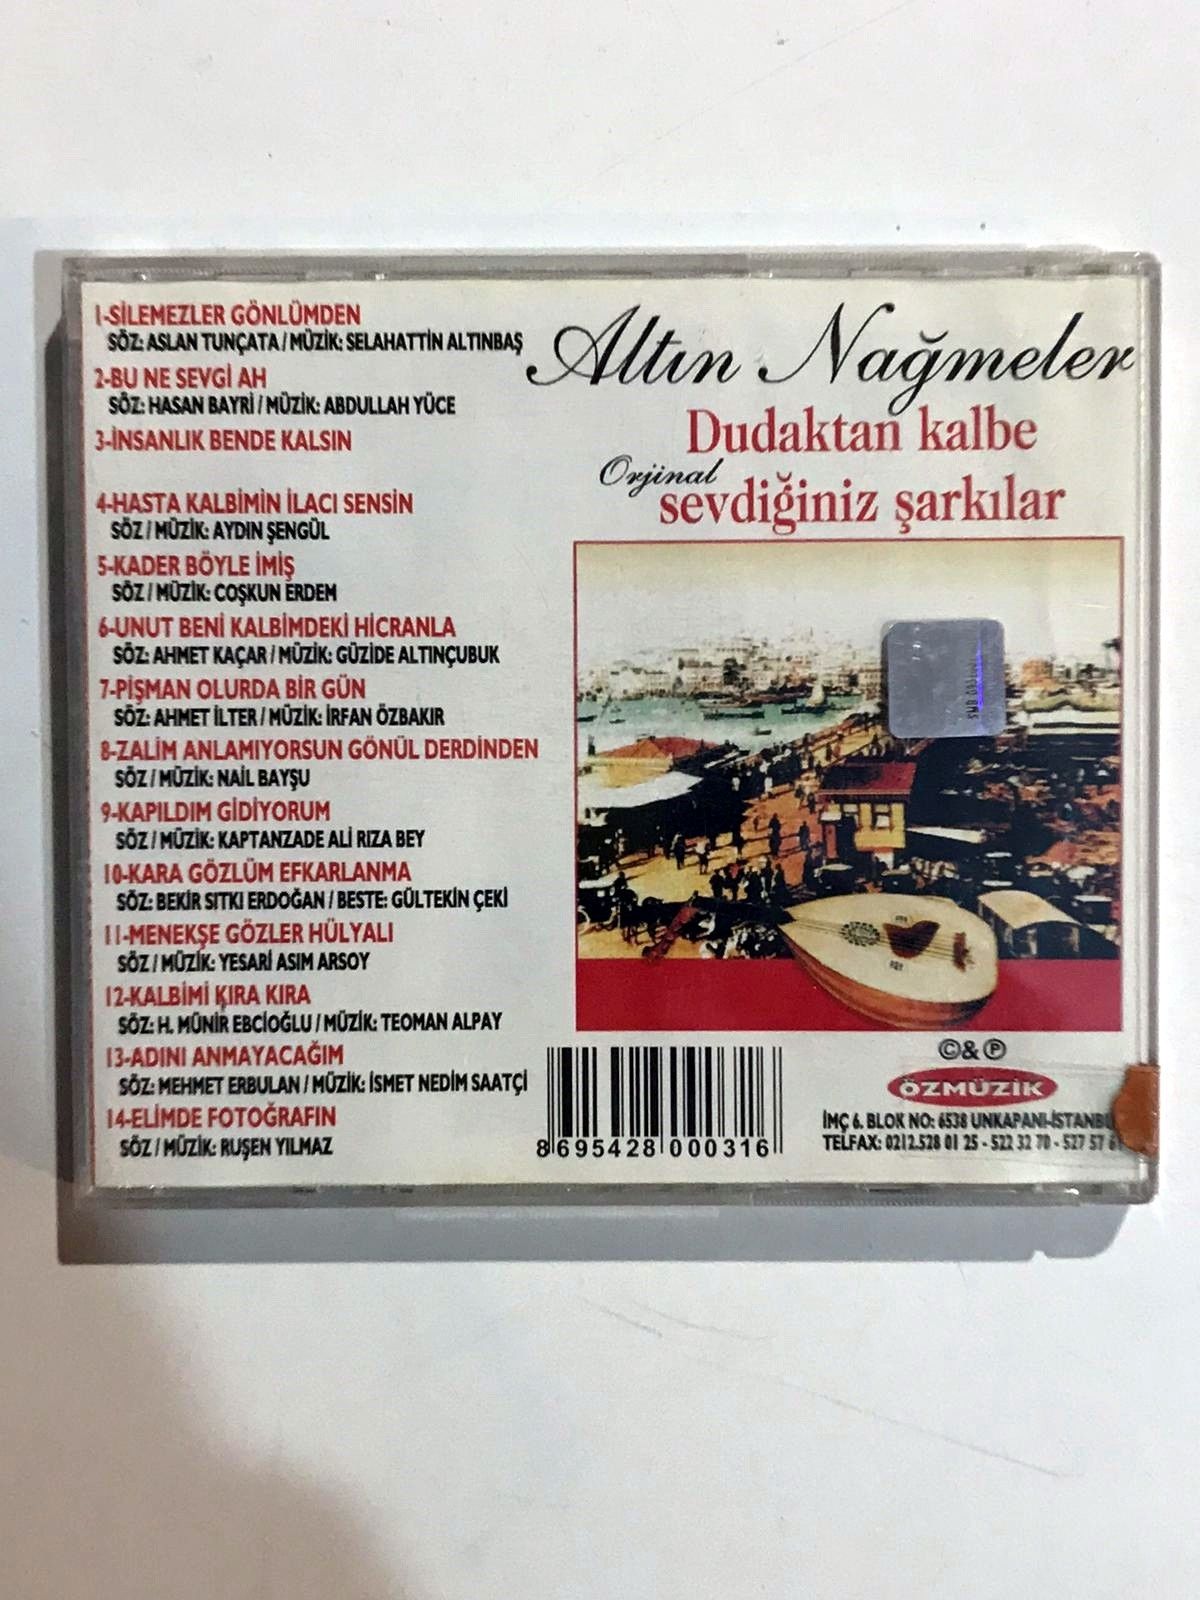 1-SİLEMEZLER GÖNLÜMDEN
SÖZ: ASLAN TUNÇATA / MÜZİK: SELAHATTİN ALTINBAŞ
2-BU NE SEVGİ AH
SÖZ: HASAN BAYRİ / MÜZİK: ABDULLAH YÜCE
3-İNSANLIK BENDE KALSIN
4-HASTA KALBİMİN İLACI SENSİN
SÖZ / MÜZİK: AYDIN ŞENGÜL
5-KADER BÖYLE İMİŞ
SÖZ / MÜZİK: COŞKUN ERDEM
6-UNUT BENİ KALBİMDEKİ HİCRANLA
SÖZ: AHMET KAÇAR / MÜZİK: GÜZİDE ALTINÇUBUK
7-PİŞMAN OLURDA BİR GÜN
SÖZ: AHMET İLTER / MÜZİK: İRFAN ÖZBAKIR
8-ZALİM ANLAMIYORSUN GÖNÜL DERDİNDEN
SÖZ / MÜZİK: NAİL BAYŞU
9-KAPILDIM GİDİYORUM
SÖZ / MÜZİK: KAPTANZADE ALİ RIZA BEY
10-KARA GÖZLÜM EFKARLANMA
SÖZ: BEKİR SITKI ERDOĞAN / BESTE: GÜLTEKİN ÇEKİ
11-MENEKŞE GÖZLER HÜLYALI
SÖZ / MÜZİK: YESARİ ASIM ARSOY
12-KALBİMİ KIRA KIRA
SÖZ: H. MÜNİR EBCİOĞLU / MÜZİK: TEOMAN ALPAY
13-ADINI ANMAYACAĞIM
SÖZ: MEHMET ERBULAN / MÜZİK: İSMET NEDİM SAATÇİ
14-ELİMDE FOTOĞRAFIN
SÖZ / MÜZİK: RUŞEN YILMAZ
Altın Nağmeler
Dudaktan kalbe
Orjinal
sevdiğiniz şarkılar
8695428000316
©&℗
ÖZMÜZİK
İMÇ 6. BLOK NO: 6538 UNKAPANI-İSTANBU
TELFAX: 0212.528 01 25 - 522 32 70 - 527 57 61